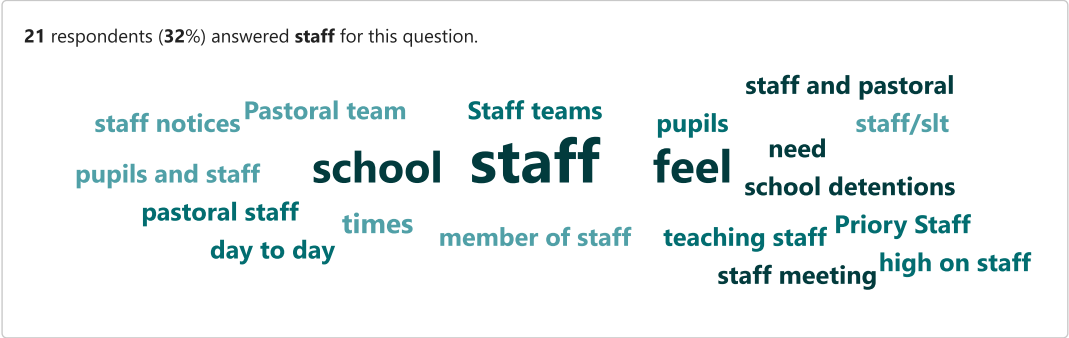 21 respondents (32%) answered staff for this question.
staff and pastoral
Pastoral team
Staff teams
staff notices
pupils
staff/slt
need
school
staff
feel
pupils and staff
school detentions
pastoral staff
times
Priory Staff
member of staff
teaching staff
day to day
high on staff
staff meeting